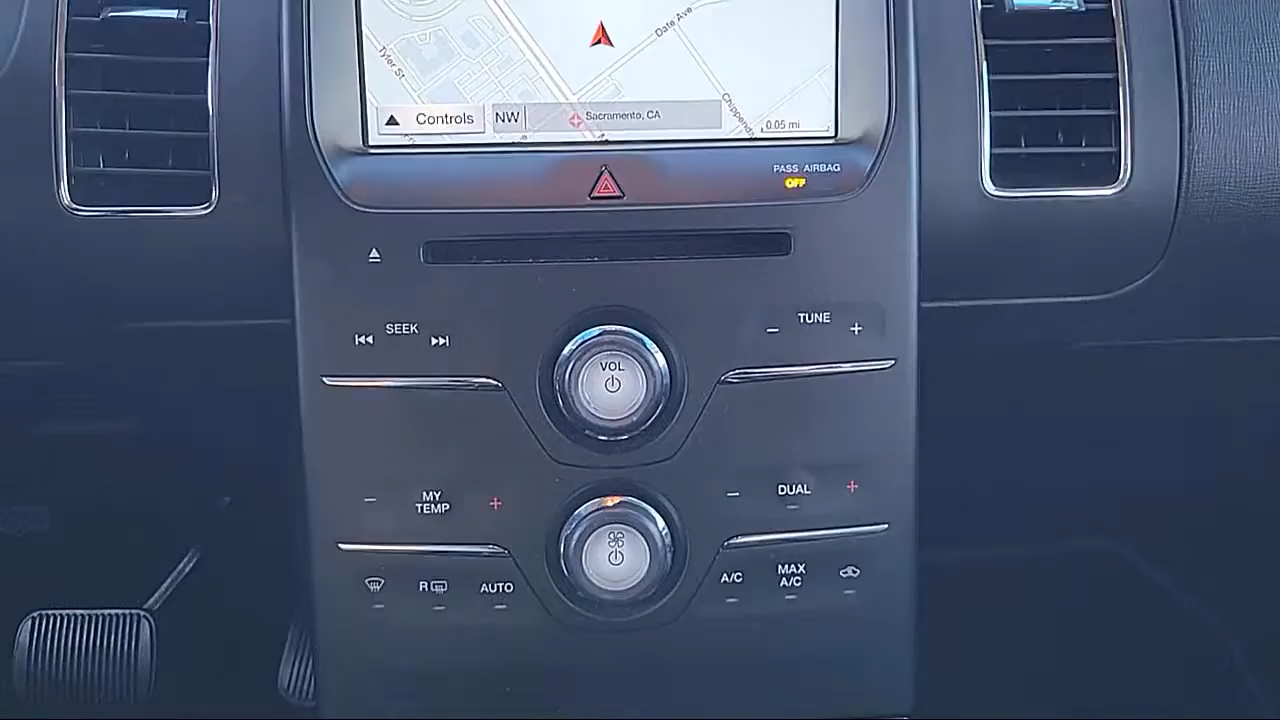 Date Ave
Tyler St
Controls
NW
Sacramento, CA
0.05 mi
PASS AIRBAG
OFF
SEEK
TUNE
VOL
MY
TEMP
DUAL
R
AUTO
A/C
MAX
A/C